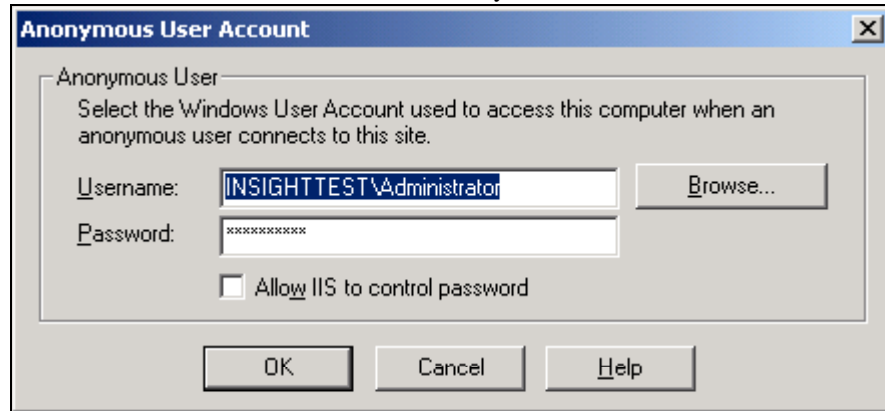 Anonymous User Account
Anonymous User
Select the Windows User Account used to access this computer when an
anonymous user connects to this site.
Username: INSIGHTTEST\Administrator Browse...
Password: **********
Allow IIS to control password
OK Cancel Help